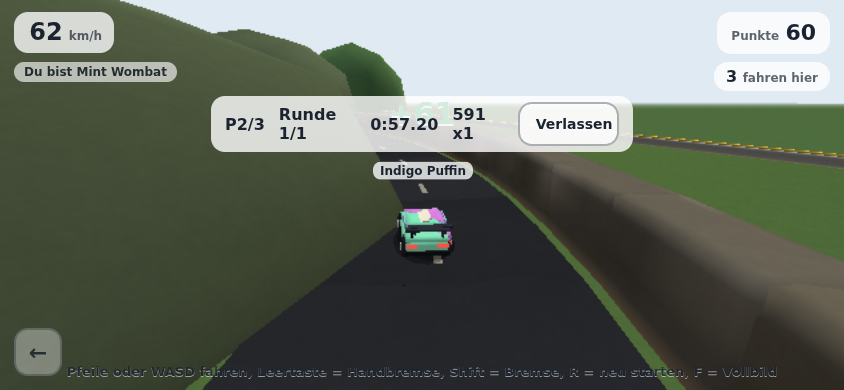 62 km/h
Du bist Mint Wombat
Punkte 60
3 fahren hier
P2/3
Runde
1/1
0:57.20
591
x1
Verlassen
Indigo Puffin
←
Pfeile oder WASD fahren, Leertaste = Handbremse, Shift = Bremse, R = neu starten, F = Vollbild